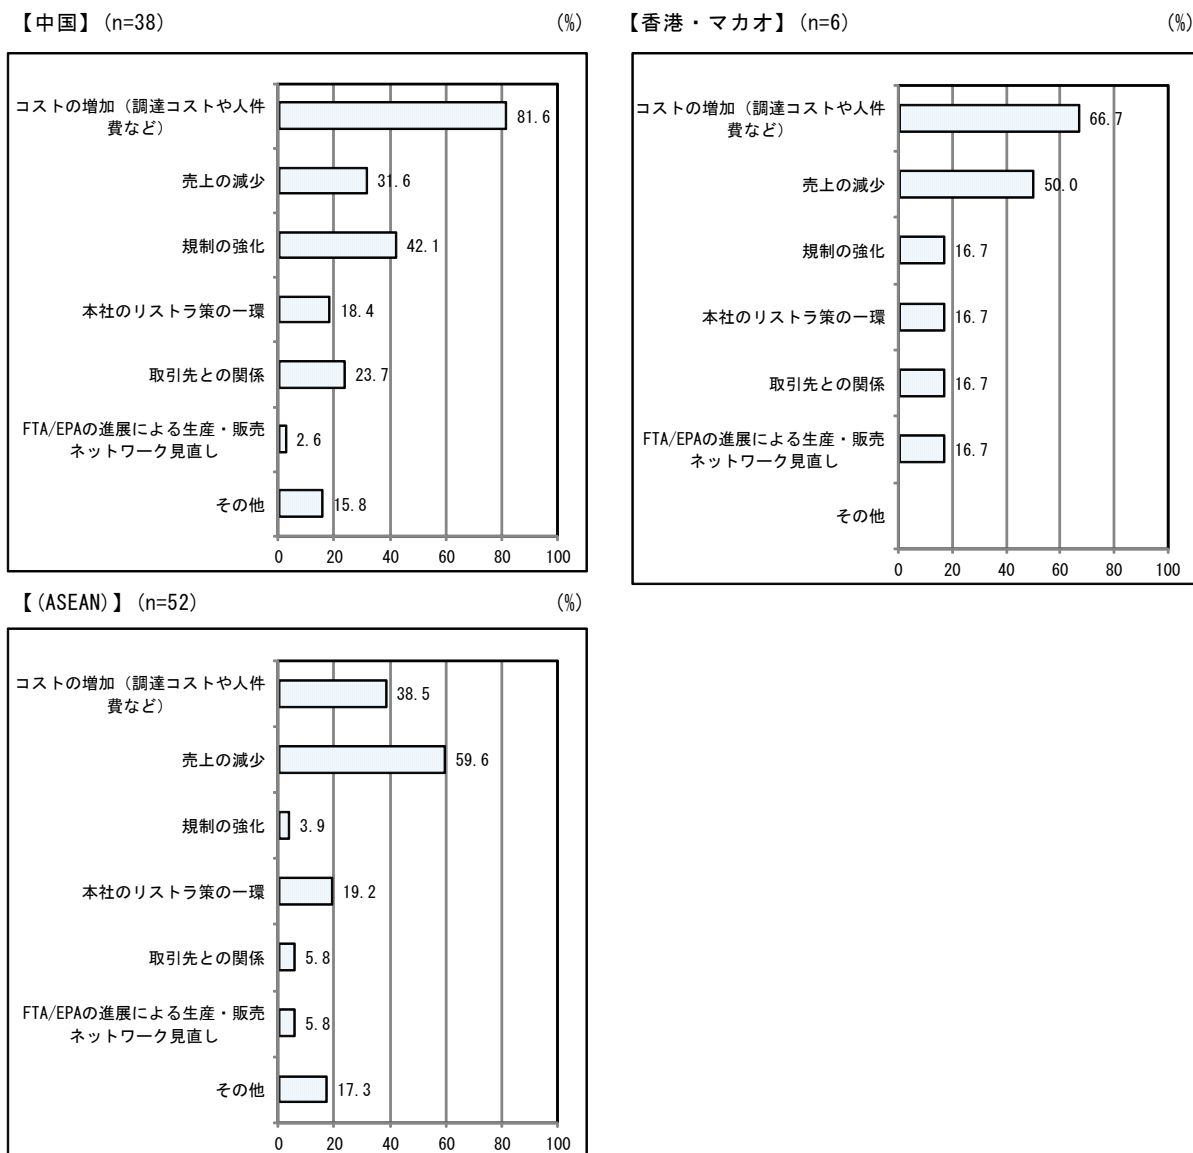 【中国】(n=38) (%)
コストの増加（調達コストや人件
費など）
81.6
売上の減少
31.6
規制の強化
42.1
本社のリストラ策の一環
18.4
取引先との関係
23.7
FTA/EPAの進展による生産・販売
ネットワーク見直し
2.6
その他
15.8
0 20 40 60 80 100
【香港・マカオ】(n=6) (%)
コストの増加（調達コストや人件
費など）
66.7
売上の減少
50.0
規制の強化
16.7
本社のリストラ策の一環
16.7
取引先との関係
16.7
FTA/EPAの進展による生産・販売
ネットワーク見直し
16.7
その他
0 20 40 60 80 100
【(ASEAN)】(n=52) (%)
コストの増加（調達コストや人件
費など）
38.5
売上の減少
59.6
規制の強化
3.9
本社のリストラ策の一環
19.2
取引先との関係
5.8
FTA/EPAの進展による生産・販売
ネットワーク見直し
5.8
その他
17.3
0 20 40 60 80 100